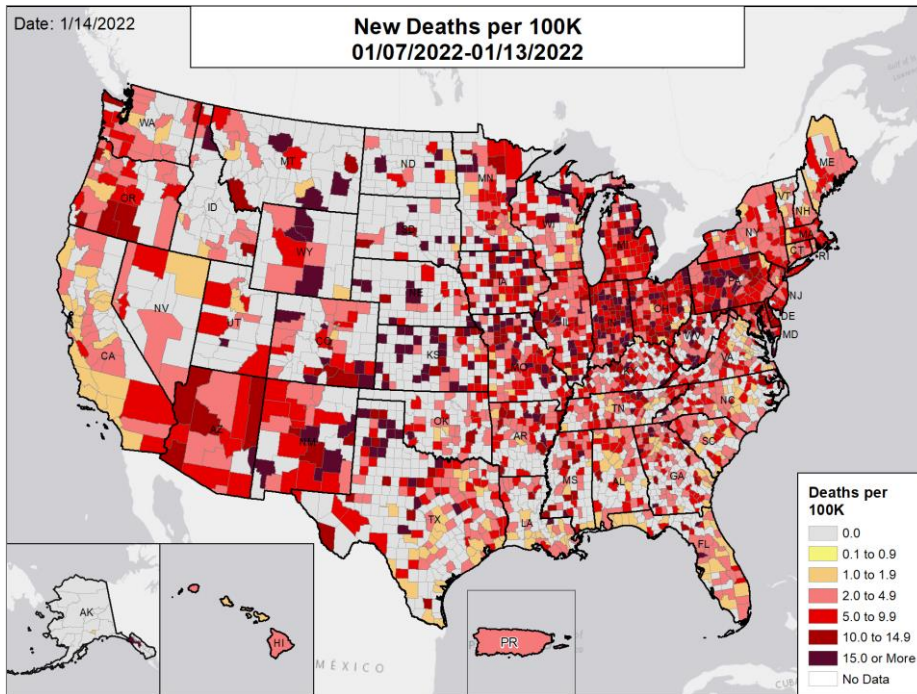 Date: 1/14/2022
New Deaths per 100K
01/07/2022-01/13/2022
WA
MT
ND
MN
ME
OR
ID
SD
WI
VT
NH
WY
MI
NY
MA
CT
RI
IA
NE
PA
NJ
NV
UT
IL
IN
OH
DE
MD
CA
CO
KS
MO
WV
VA
KY
AZ
NM
OK
TN
NC
AR
SC
MS
AL
GA
TX
LA
FL
AK
HI
PR
MÉXICO
CUBA
Deaths per
100K
0.0
0.1 to 0.9
1.0 to 1.9
2.0 to 4.9
5.0 to 9.9
10.0 to 14.9
15.0 or More
No Data